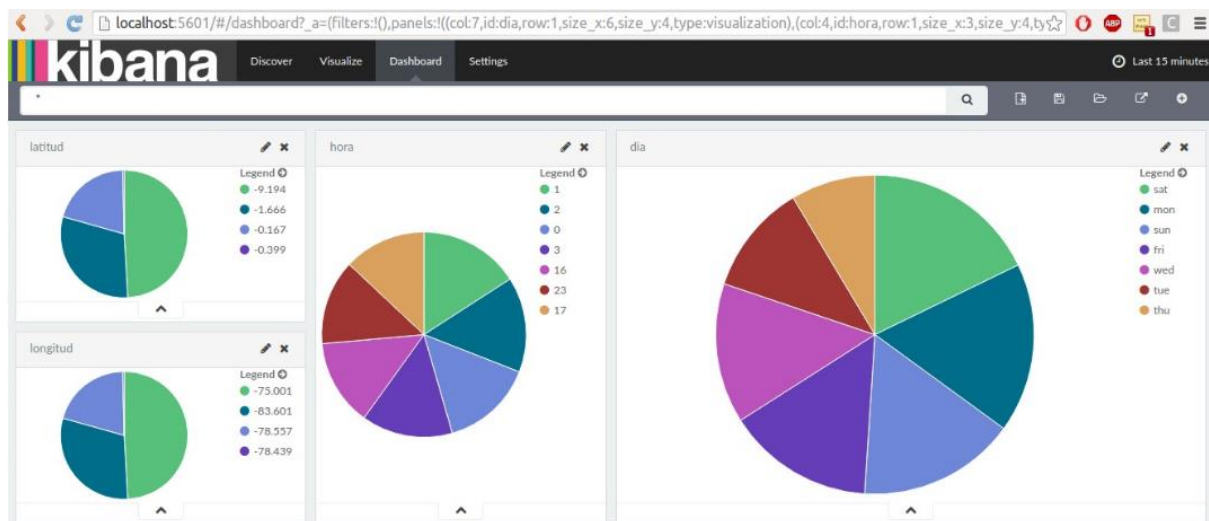 localhost:5601/#/dashboard?_a=(filters:!(),panels:!((col:7,id:dia,row:1,size_x:6,size_y:4,type:visualization),(col:4,id:hora,row:1,size_x:3,size_y:4,ty
ABP
1
C
kibana
Discover Visualize Dashboard Settings
Last 15 minutes
*
latitud
Legend
-9.194
-1.666
-0.167
-0.399
longitud
Legend
-75.001
-83.601
-78.557
-78.439
hora
Legend
1
2
0
3
16
23
17
dia
Legend
sat
mon
sun
fri
wed
tue
thu